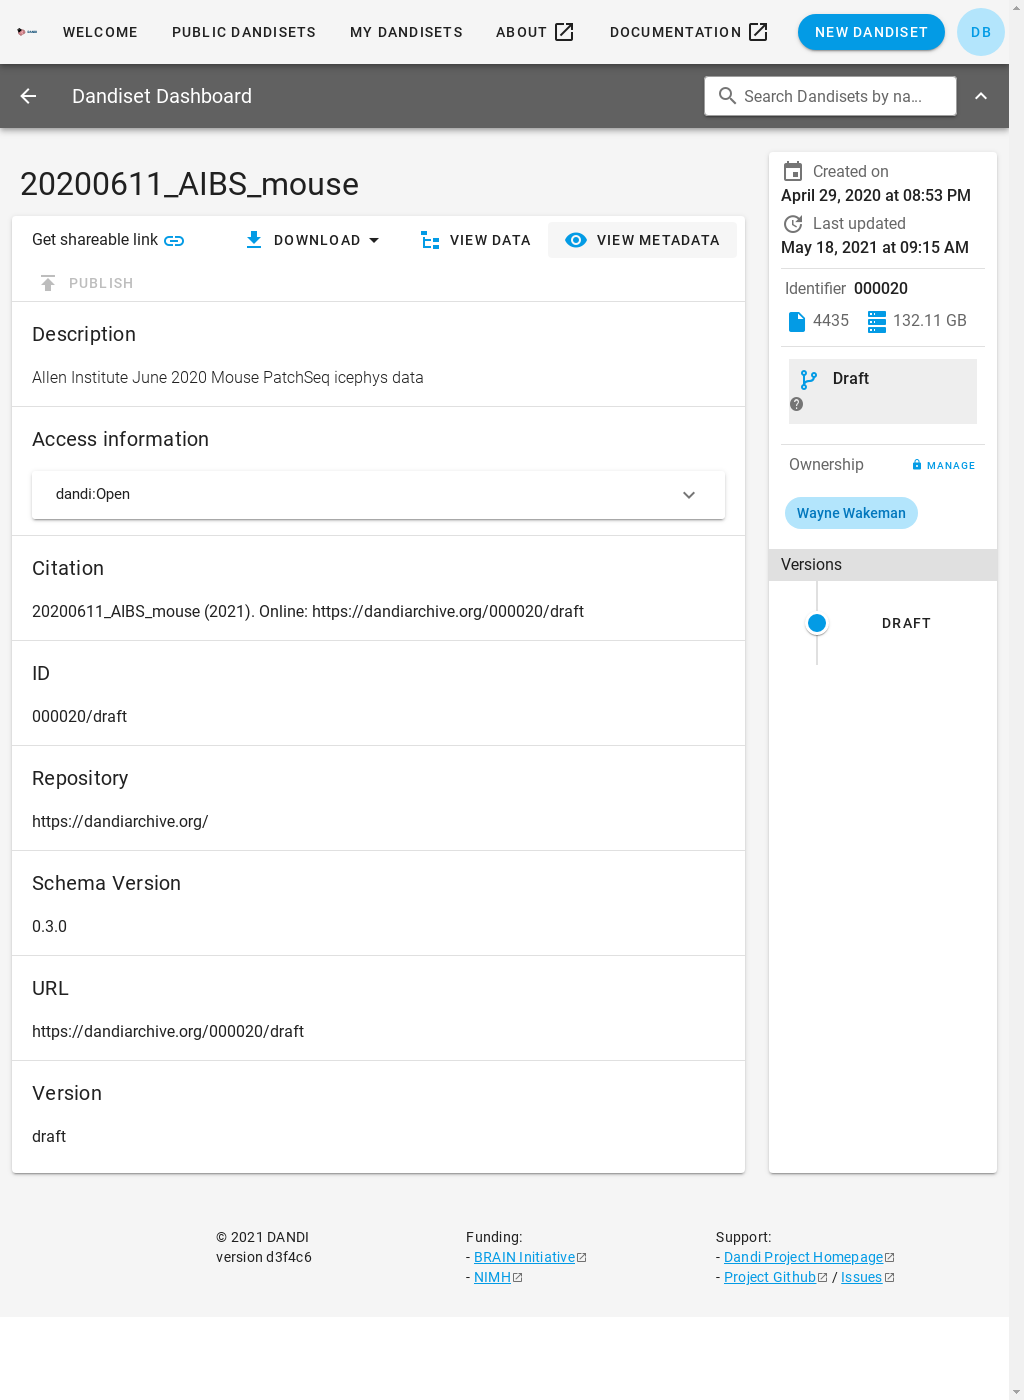 DANDI
WELCOME
PUBLIC DANDISETS
MY DANDISETS
ABOUT
DOCUMENTATION
NEW DANDISET
DB
Dandiset Dashboard
Search Dandisets by na...
20200611_AIBS_mouse
Get shareable link
DOWNLOAD
VIEW DATA
VIEW METADATA
PUBLISH
Description
Allen Institute June 2020 Mouse PatchSeq icephys data
Access information
dandi:Open
Citation
20200611_AIBS_mouse (2021). Online: https://dandiarchive.org/000020/draft
ID
000020/draft
Repository
https://dandiarchive.org/
Schema Version
0.3.0
URL
https://dandiarchive.org/000020/draft
Version
draft
Created on
April 29, 2020 at 08:53 PM
Last updated
May 18, 2021 at 09:15 AM
Identifier 000020
4435 132.11 GB
Draft
Ownership
MANAGE
Wayne Wakeman
Versions
DRAFT
© 2021 DANDI
version d3f4c6
Funding:
- BRAIN Initiative
- NIMH
Support:
- Dandi Project Homepage
- Project Github / Issues